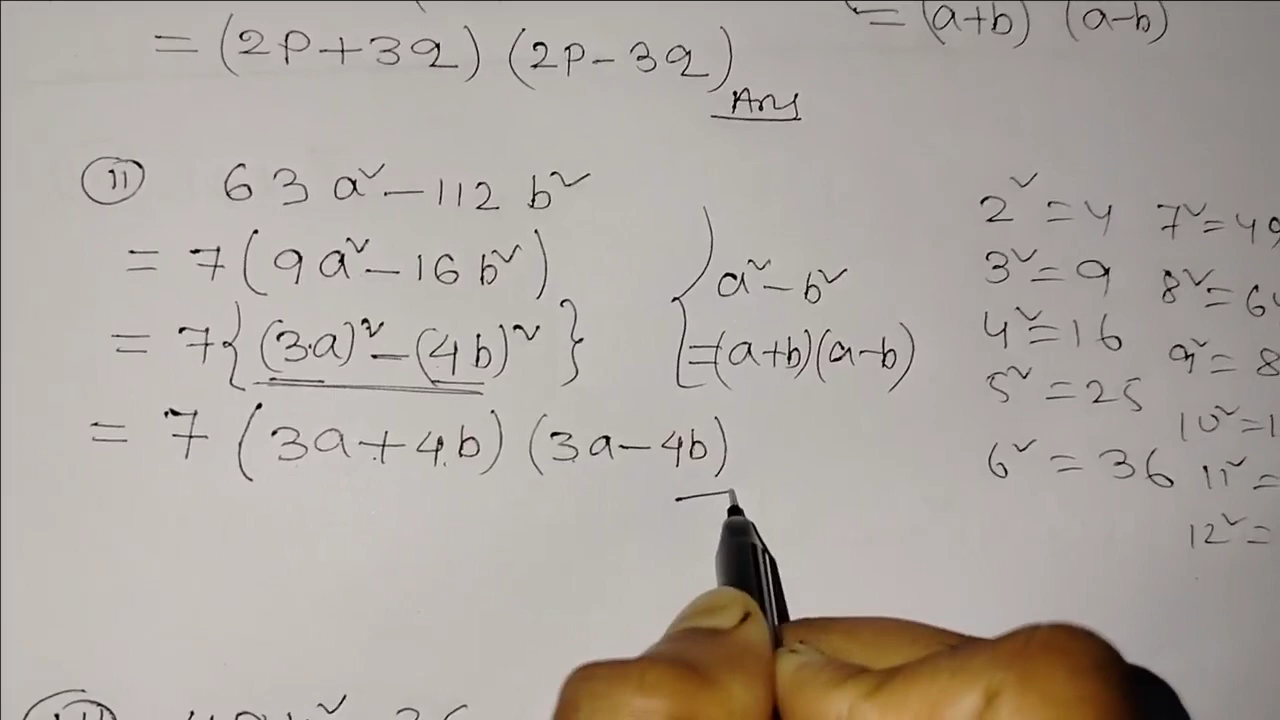 = (2p+3q) (2p-3q)
Ans
= (a+b) (a-b)
(ii) 63a² - 112b²
= 7(9a² - 16b²)
= 7{(3a)² - (4b)²}
= 7 (3a+4b) (3a-4b)
a² - b²
= (a+b)(a-b)
2² = 4
3² = 9
4² = 16
5² = 25
6² = 36
7² = 49
8² = 6
9² = 8
10² = 1
11² =
12² =